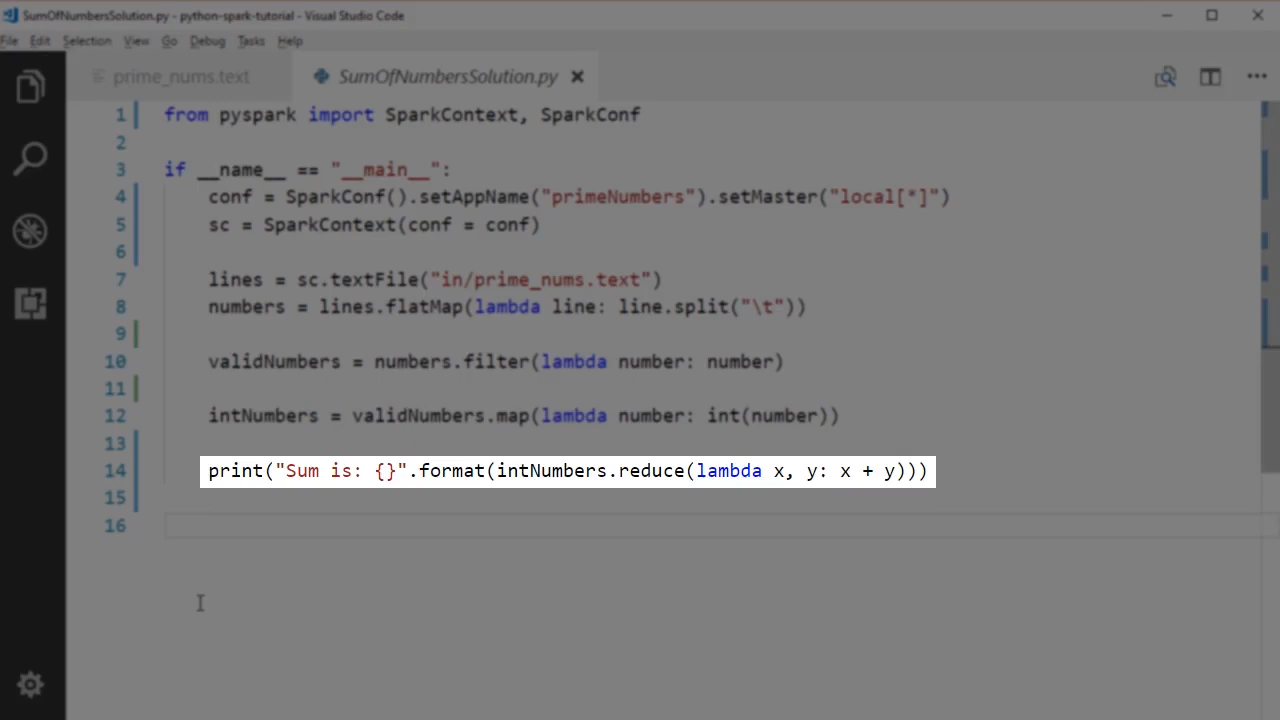 SumOfNumbersSolution.py - python-spark-tutorial - Visual Studio Code
File Edit Selection View Go Debug Tasks Help
prime_nums.text SumOfNumbersSolution.py
1 from pyspark import SparkContext, SparkConf
2
3 if __name__ == "__main__":
4 conf = SparkConf().setAppName("primeNumbers").setMaster("local[*]")
5 sc = SparkContext(conf = conf)
6
7 lines = sc.textFile("in/prime_nums.text")
8 numbers = lines.flatMap(lambda line: line.split("\t"))
9
10 validNumbers = numbers.filter(lambda number: number)
11
12 intNumbers = validNumbers.map(lambda number: int(number))
13
14 print("Sum is: {}".format(intNumbers.reduce(lambda x, y: x + y)))
15
16